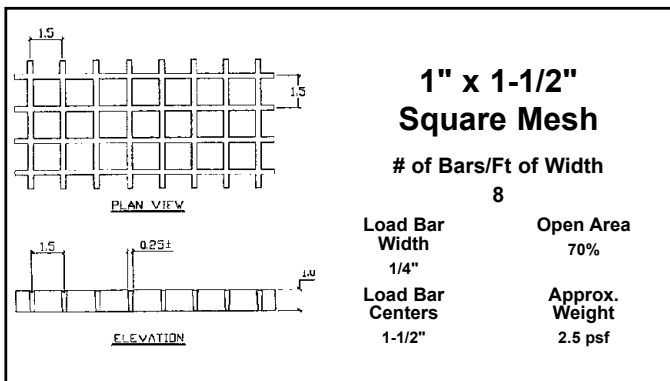 1.5
1.5
PLAN VIEW
1.5
0.25±
1.0
ELEVATION
1" x 1-1/2"
Square Mesh
# of Bars/Ft of Width
8
Load Bar
Width
1/4"
Open Area
70%
Load Bar
Centers
1-1/2"
Approx.
Weight
2.5 psf